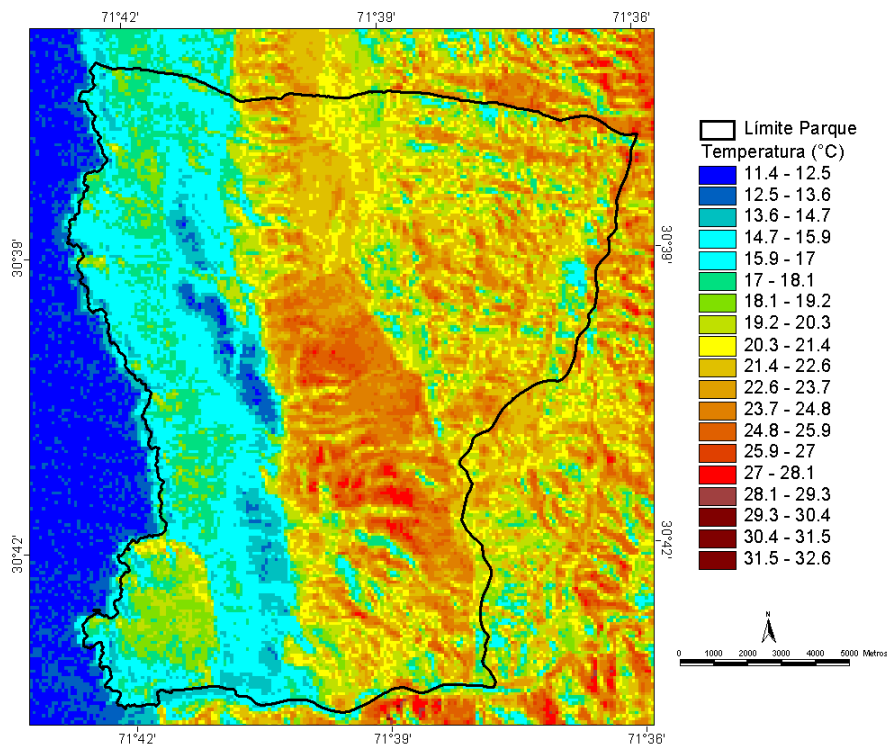 71°42'
71°39'
71°36'
30°39'
30°42'
30°39'
30°42'
71°42'
71°39'
71°36'
Límite Parque
Temperatura (°C)
11.4 - 12.5
12.5 - 13.6
13.6 - 14.7
14.7 - 15.9
15.9 - 17
17 - 18.1
18.1 - 19.2
19.2 - 20.3
20.3 - 21.4
21.4 - 22.6
22.6 - 23.7
23.7 - 24.8
24.8 - 25.9
25.9 - 27
27 - 28.1
28.1 - 29.3
29.3 - 30.4
30.4 - 31.5
31.5 - 32.6
N
0 1000 2000 3000 4000 5000 Metros